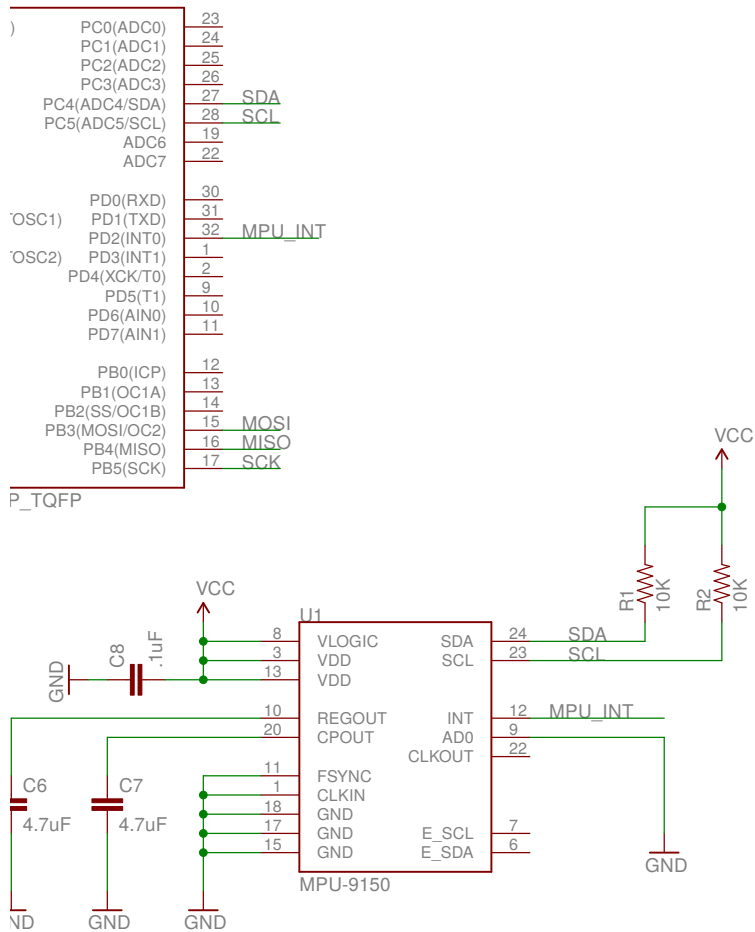 )
PC0(ADC0) 23
PC1(ADC1) 24
PC2(ADC2) 25
PC3(ADC3) 26
PC4(ADC4/SDA) 27 SDA
PC5(ADC5/SCL) 28 SCL
ADC6 19
ADC7 22
PD0(RXD) 30
TOSC1) PD1(TXD) 31
PD2(INT0) 32 MPU_INT
TOSC2) PD3(INT1) 1
PD4(XCK/T0) 2
PD5(T1) 9
PD6(AIN0) 10
PD7(AIN1) 11
PB0(ICP) 12
PB1(OC1A) 13
PB2(SS/OC1B) 14
PB3(MOSI/OC2) 15 MOSI
PB4(MISO) 16 MISO
PB5(SCK) 17 SCK
P_TQFP
VCC
R1
10K
R2
10K
VCC
GND
C8
.1uF
U1
8 VLOGIC SDA 24 SDA
3 VDD SCL 23 SCL
13 VDD
10 REGOUT INT 12 MPU_INT
20 CPOUT AD0 9
CLKOUT 22
11 FSYNC
1 CLKIN
18 GND
17 GND E_SCL 7
15 GND E_SDA 6
MPU-9150
C6
4.7uF
C7
4.7uF
GND
ND
GND
GND